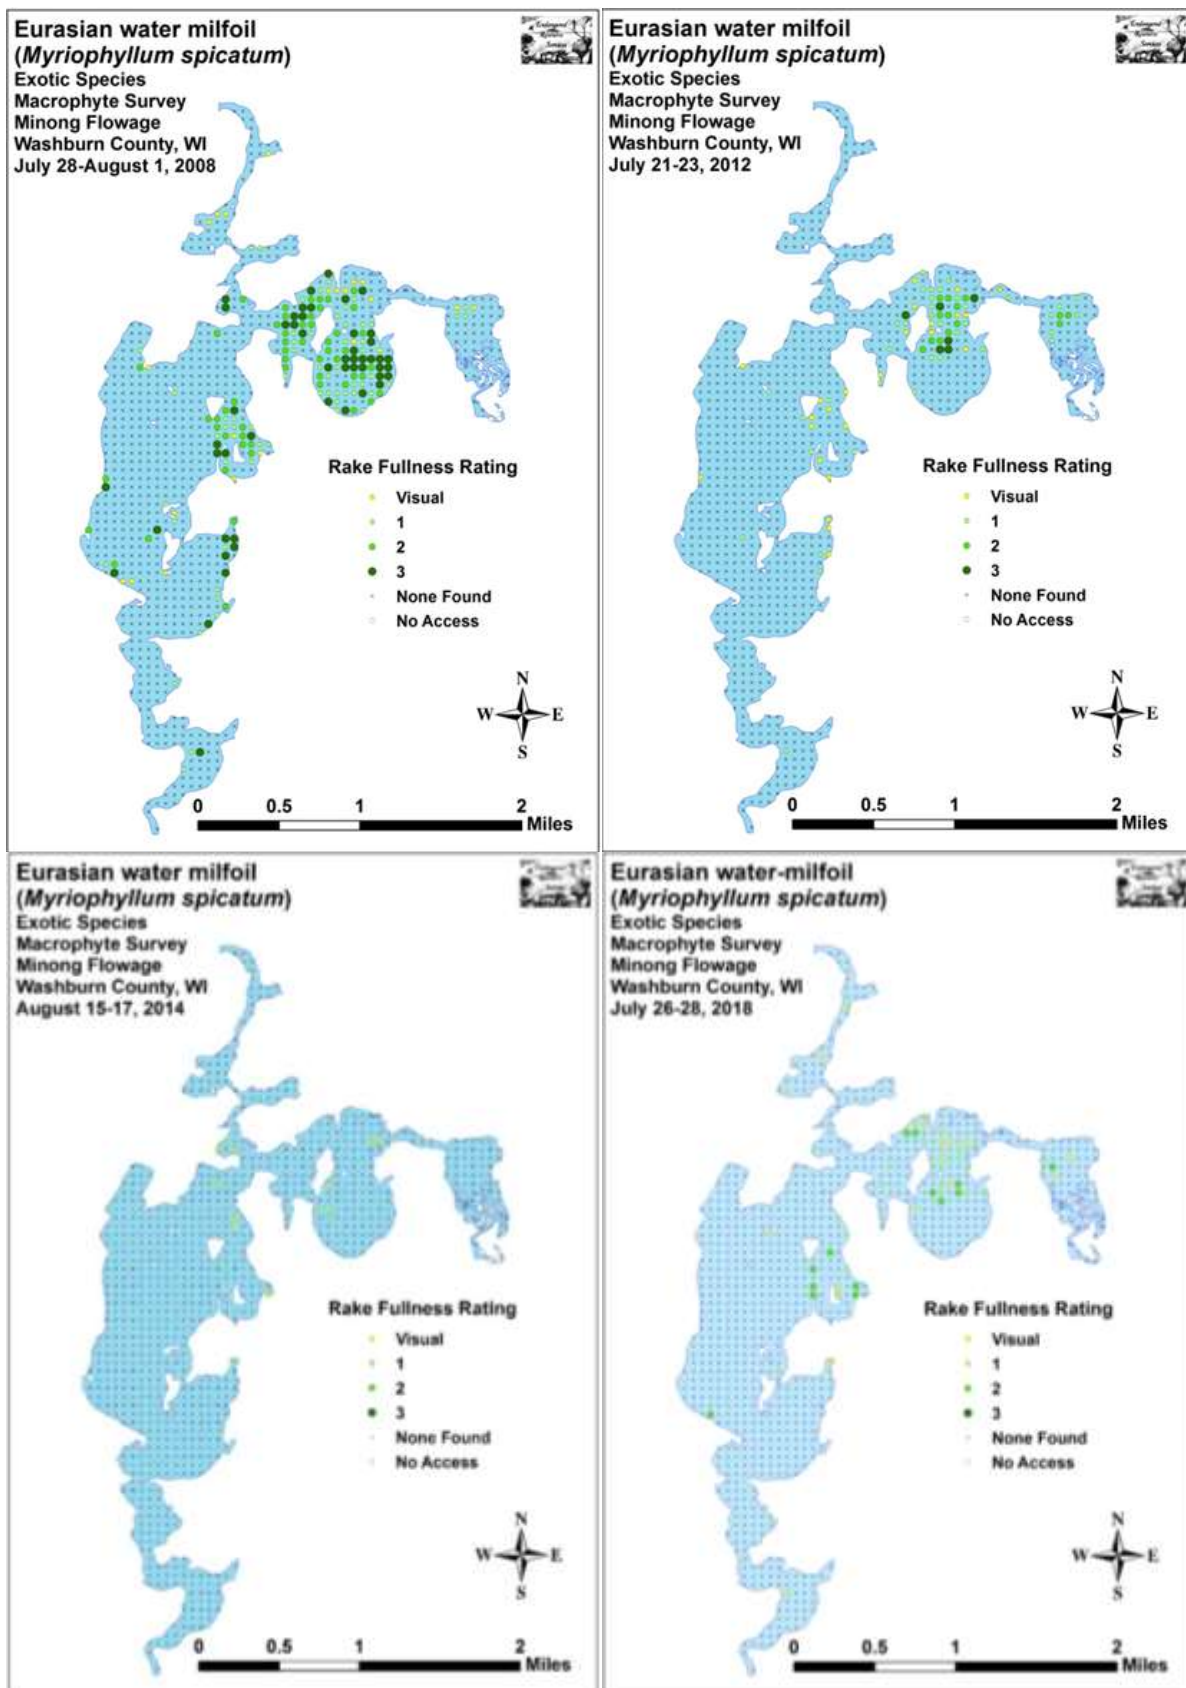 Eurasian water milfoil
(Myriophyllum spicatum)
Exotic Species
Macrophyte Survey
Minong Flowage
Washburn County, WI
July 28-August 1, 2008
Rake Fullness Rating
Visual
1
2
3
None Found
No Access
N
W E
S
0 0.5 1 2
Miles
Eurasian water milfoil
(Myriophyllum spicatum)
Exotic Species
Macrophyte Survey
Minong Flowage
Washburn County, WI
July 21-23, 2012
Rake Fullness Rating
Visual
1
2
3
None Found
No Access
N
W E
S
0 0.5 1 2
Miles
Eurasian water milfoil
(Myriophyllum spicatum)
Exotic Species
Macrophyte Survey
Minong Flowage
Washburn County, WI
August 15-17, 2014
Rake Fullness Rating
Visual
1
2
3
None Found
No Access
N
W E
S
0 0.5 1 2
Miles
Eurasian water-milfoil
(Myriophyllum spicatum)
Exotic Species
Macrophyte Survey
Minong Flowage
Washburn County, WI
July 26-28, 2018
Rake Fullness Rating
Visual
1
2
3
None Found
No Access
N
W E
S
0 0.5 1 2
Miles